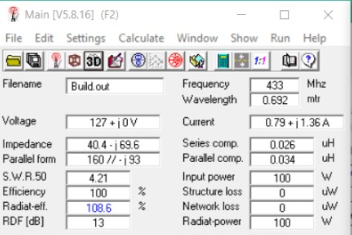 Main [V5.8.16] (F2)
File Edit Settings Calculate Window Show Run Help
3D 1:1
Filename Build.out Frequency 433 Mhz
Wavelength 0.692 mtr
Voltage 127 + j 0 V Current 0.79 + j 1.36 A
Impedance 40.4 - j 69.6 Series comp. 0.026 uH
Parallel form 160 // - j 93 Parallel comp. 0.034 uH
S.W.R.50 4.21 Input power 100 W
Efficiency 100 % Structure loss 0 uW
Radiat-eff. 108.6 % Network loss 0 uW
RDF [dB] 13 Radiat-power 100 W